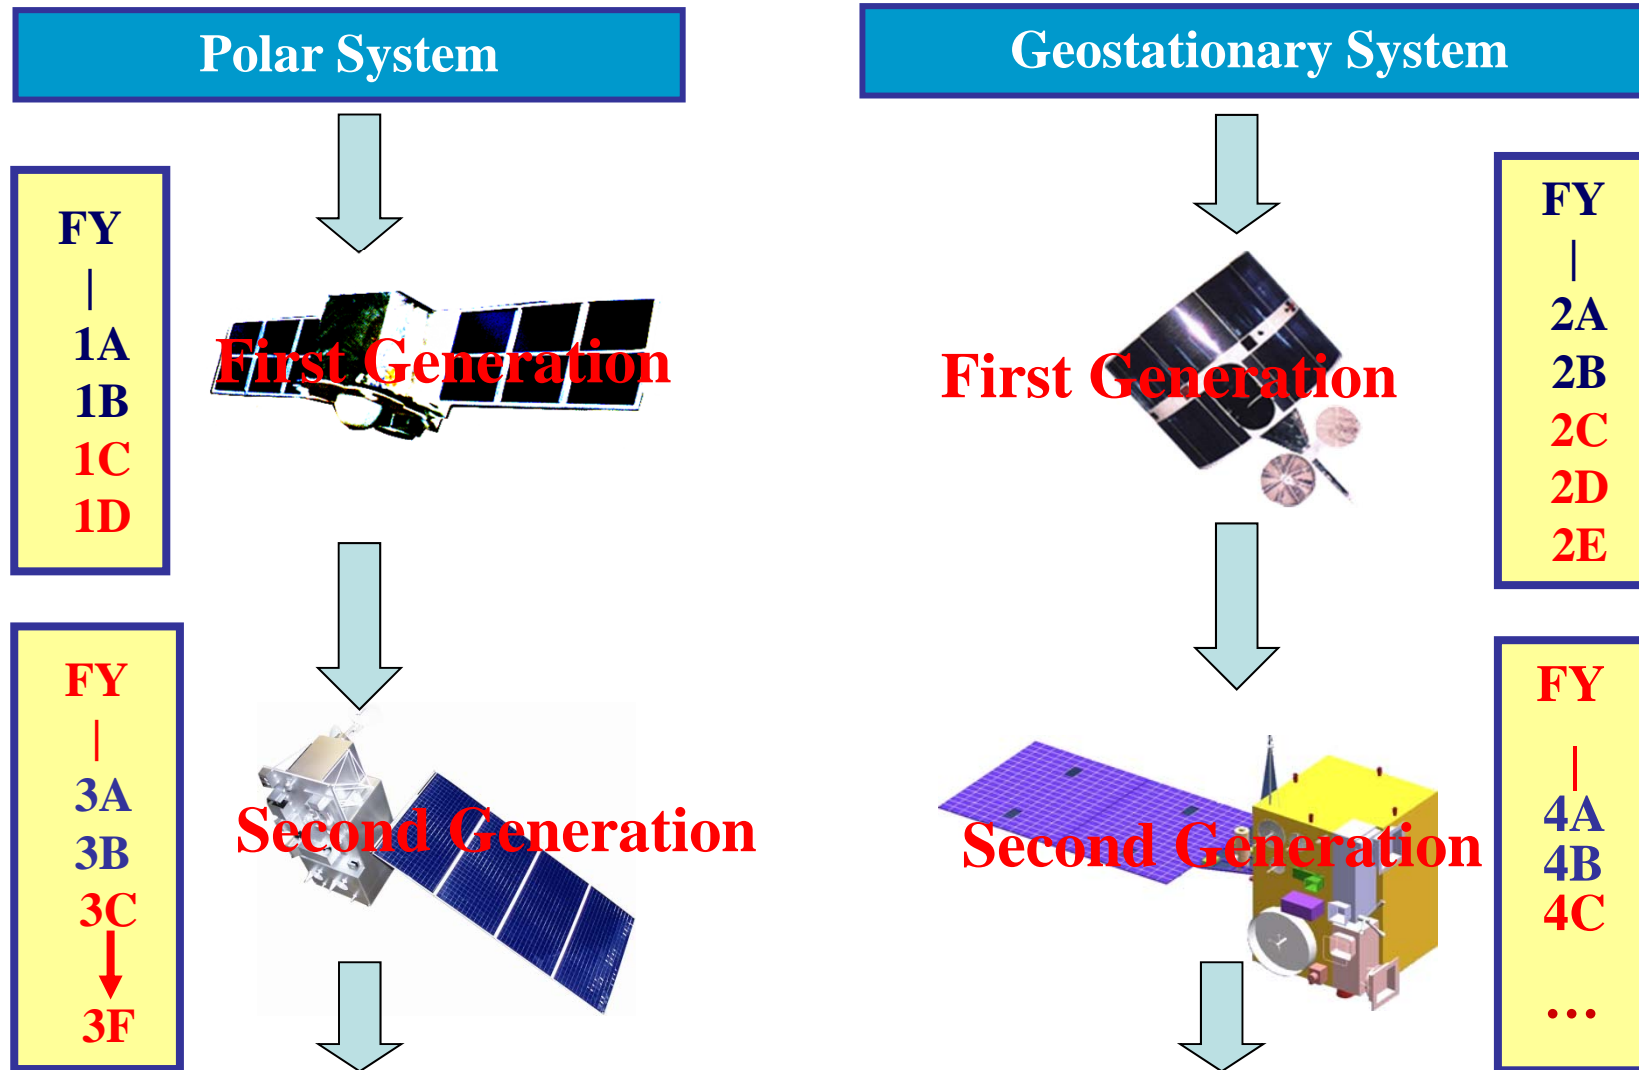 Polar System
Geostationary System
FY
|
1A
1B
1C
1D
First Generation
First Generation
FY
|
2A
2B
2C
2D
2E
FY
|
3A
3B
3C
3F
Second Generation
Second Generation
FY
|
4A
4B
4C
...